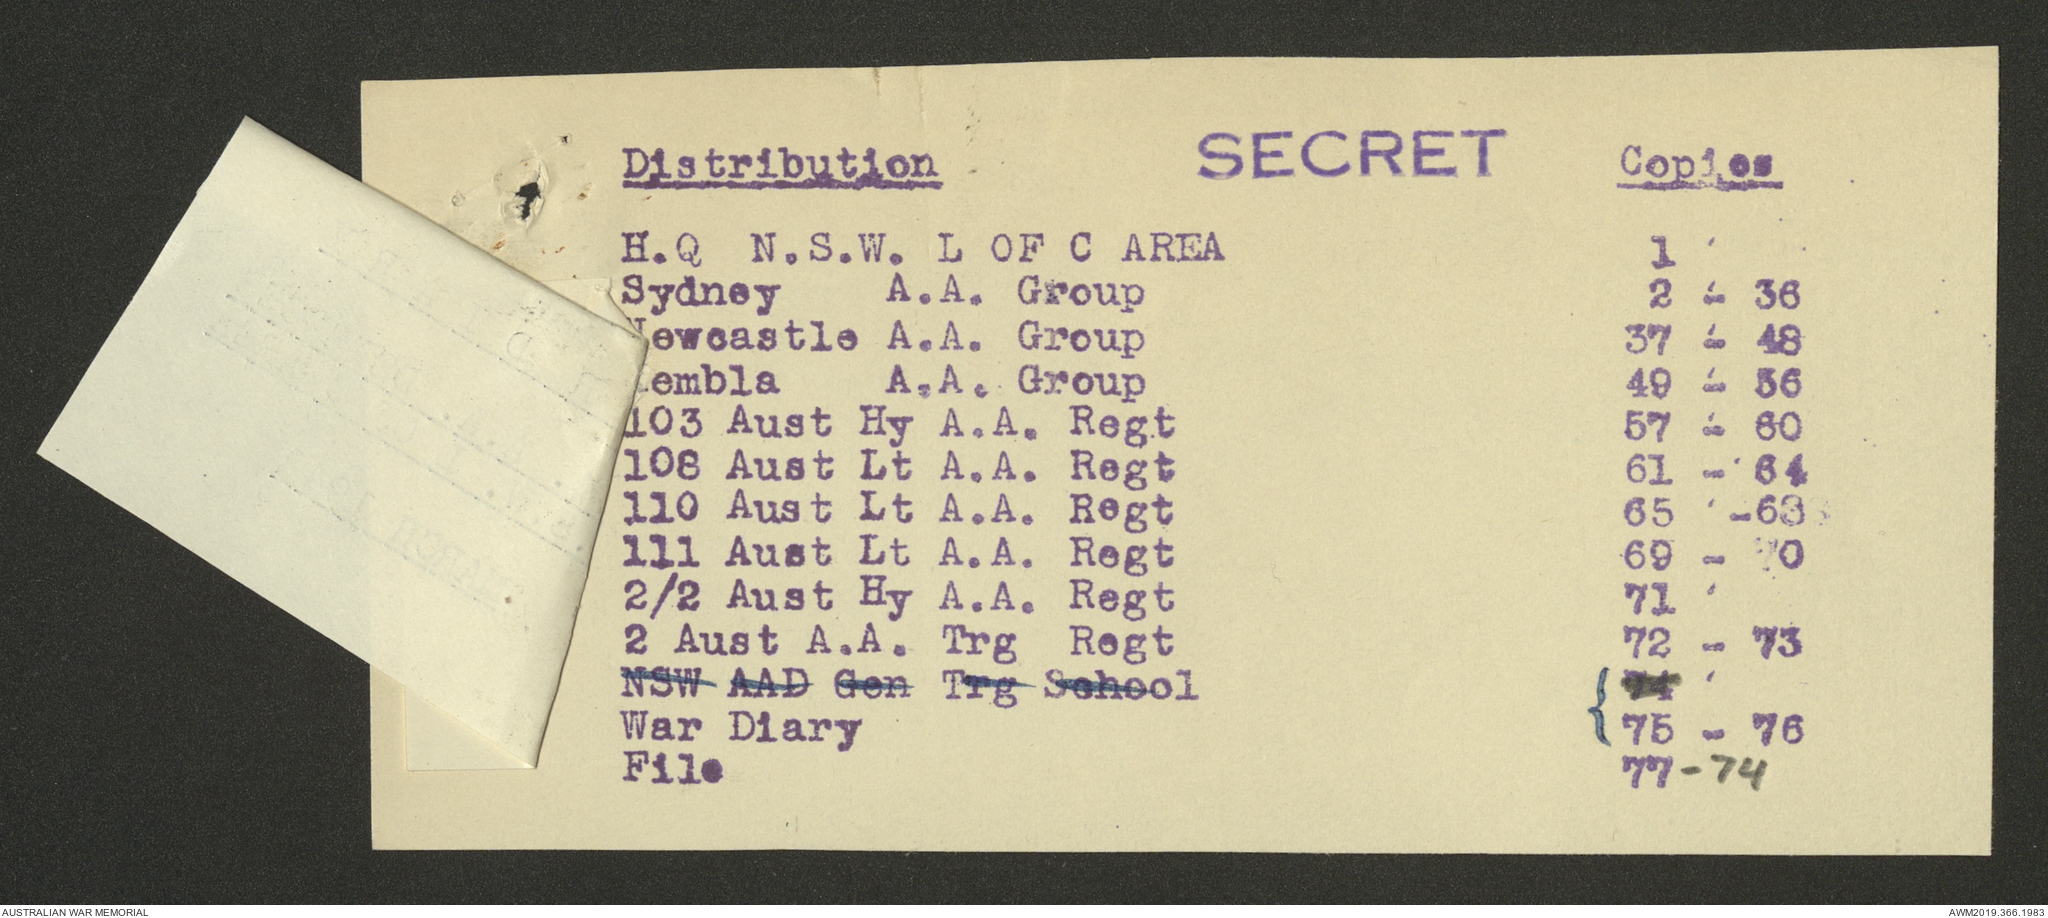 Distribution SECRET Copies
H.Q N.S.W. L OF C AREA 1
Sydney A.A. Group 2 - 36
Newcastle A.A. Group 37 - 48
Kembla A.A. Group 49 - 56
103 Aust Hy A.A. Regt 57 - 60
108 Aust Lt A.A. Regt 61 - 64
110 Aust Lt A.A. Regt 65 -68
111 Aust Lt A.A. Regt 69 - 70
2/2 Aust Hy A.A. Regt 71
2 Aust A.A. Trg Regt 72 - 73
NSW AAD Gen Trg School 74
War Diary 75 - 76
File 77 - 74
AUSTRALIAN WAR MEMORIAL AWM2019.366.1983